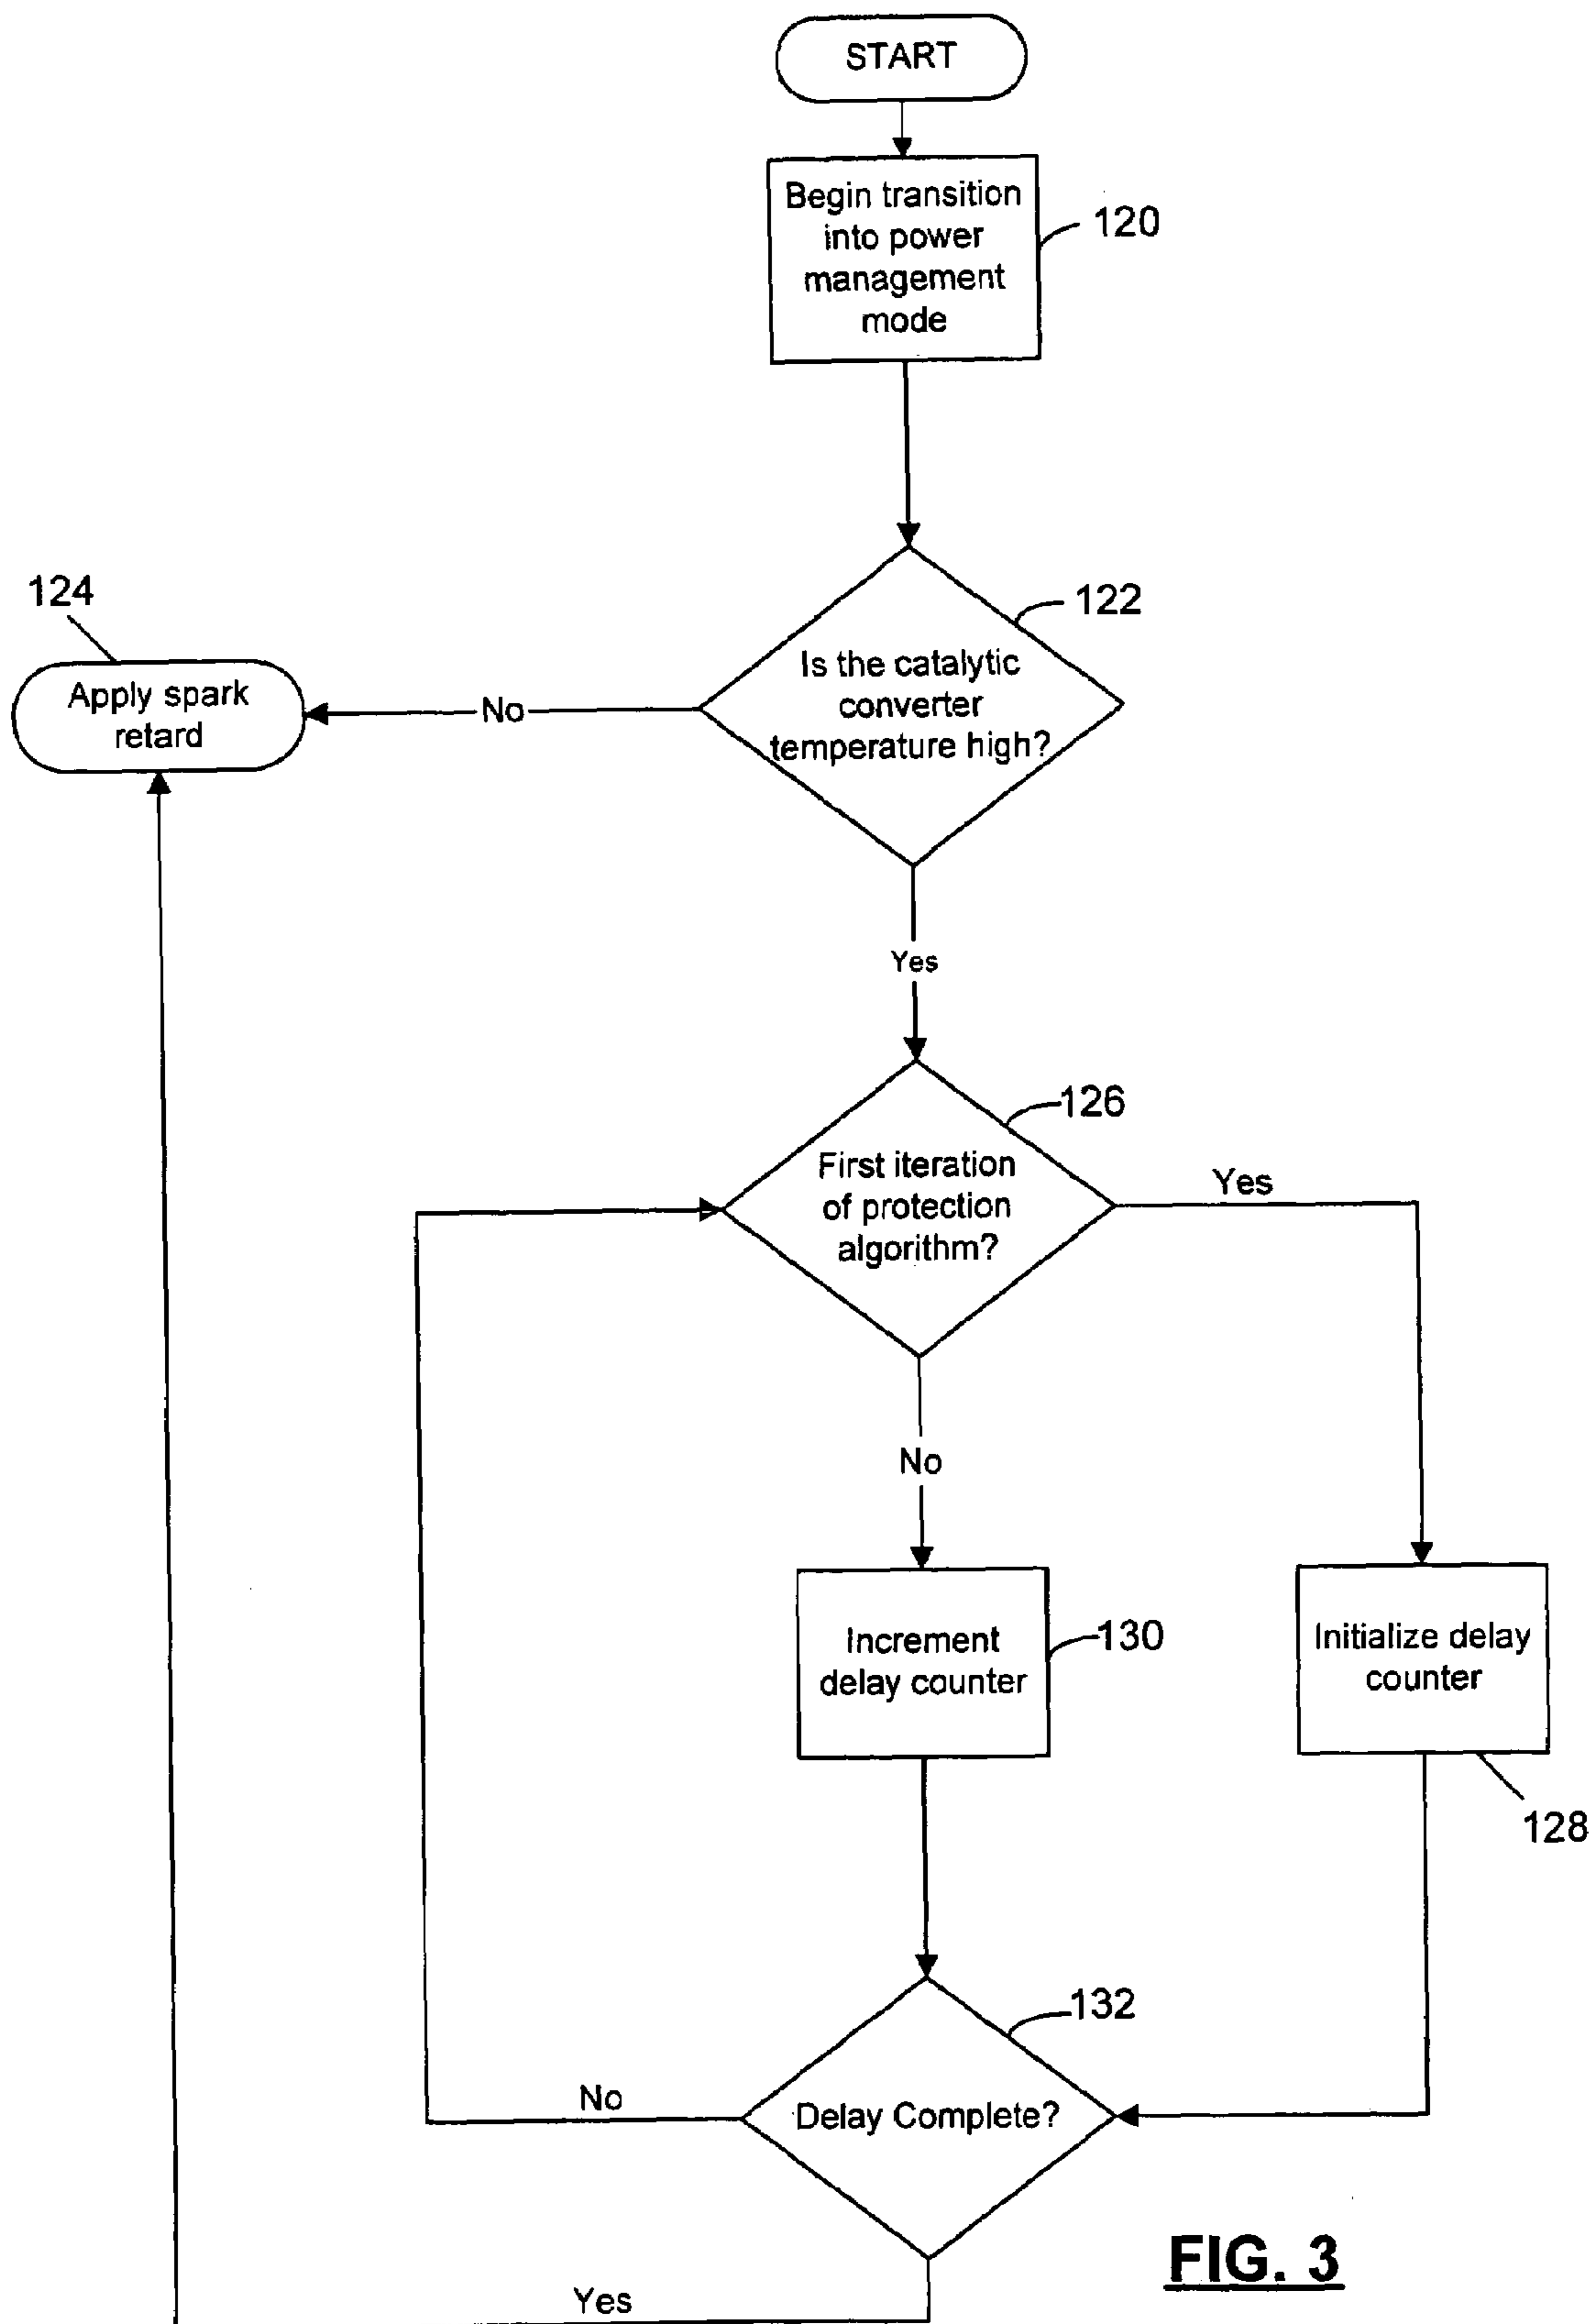 START
Begin transition
into power
management
mode
120
122
Is the catalytic
converter
temperature high?
No
124
Apply spark
retard
Yes
126
First iteration
of protection
algorithm?
Yes
No
130
Increment
delay counter
Initialize delay
counter
128
132
Delay Complete?
No
Yes
FIG. 3